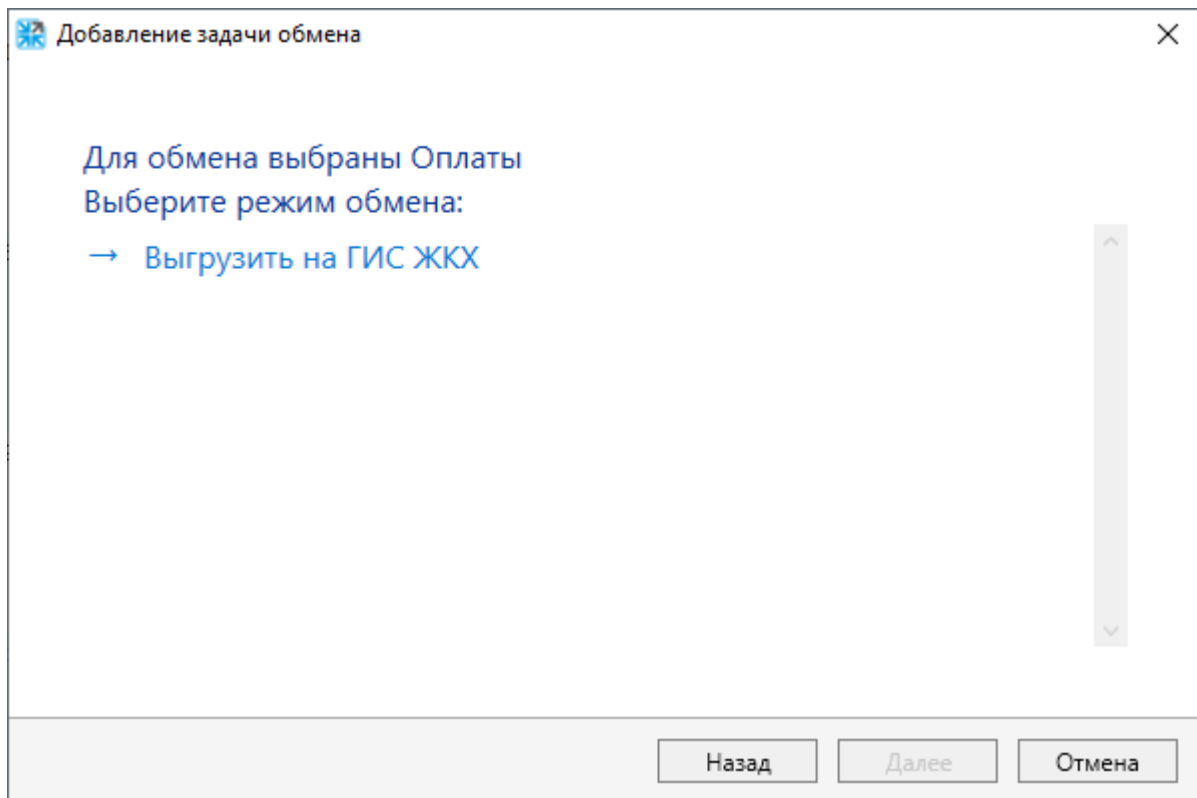 Добавление задачи обмена
Для обмена выбраны Оплаты
Выберите режим обмена:
→ Выгрузить на ГИС ЖКХ
Назад
Далее
Отмена